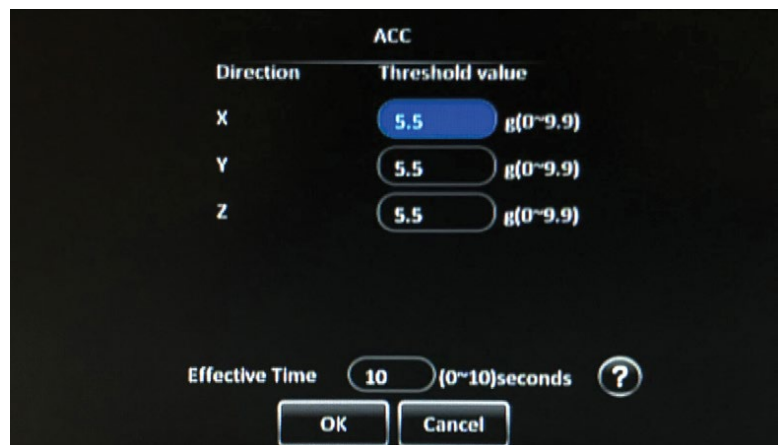 ACC
Direction Threshold value
X 5.5 g(0~9.9)
Y 5.5 g(0~9.9)
Z 5.5 g(0~9.9)
Effective Time 10 (0~10)seconds ?
OK Cancel